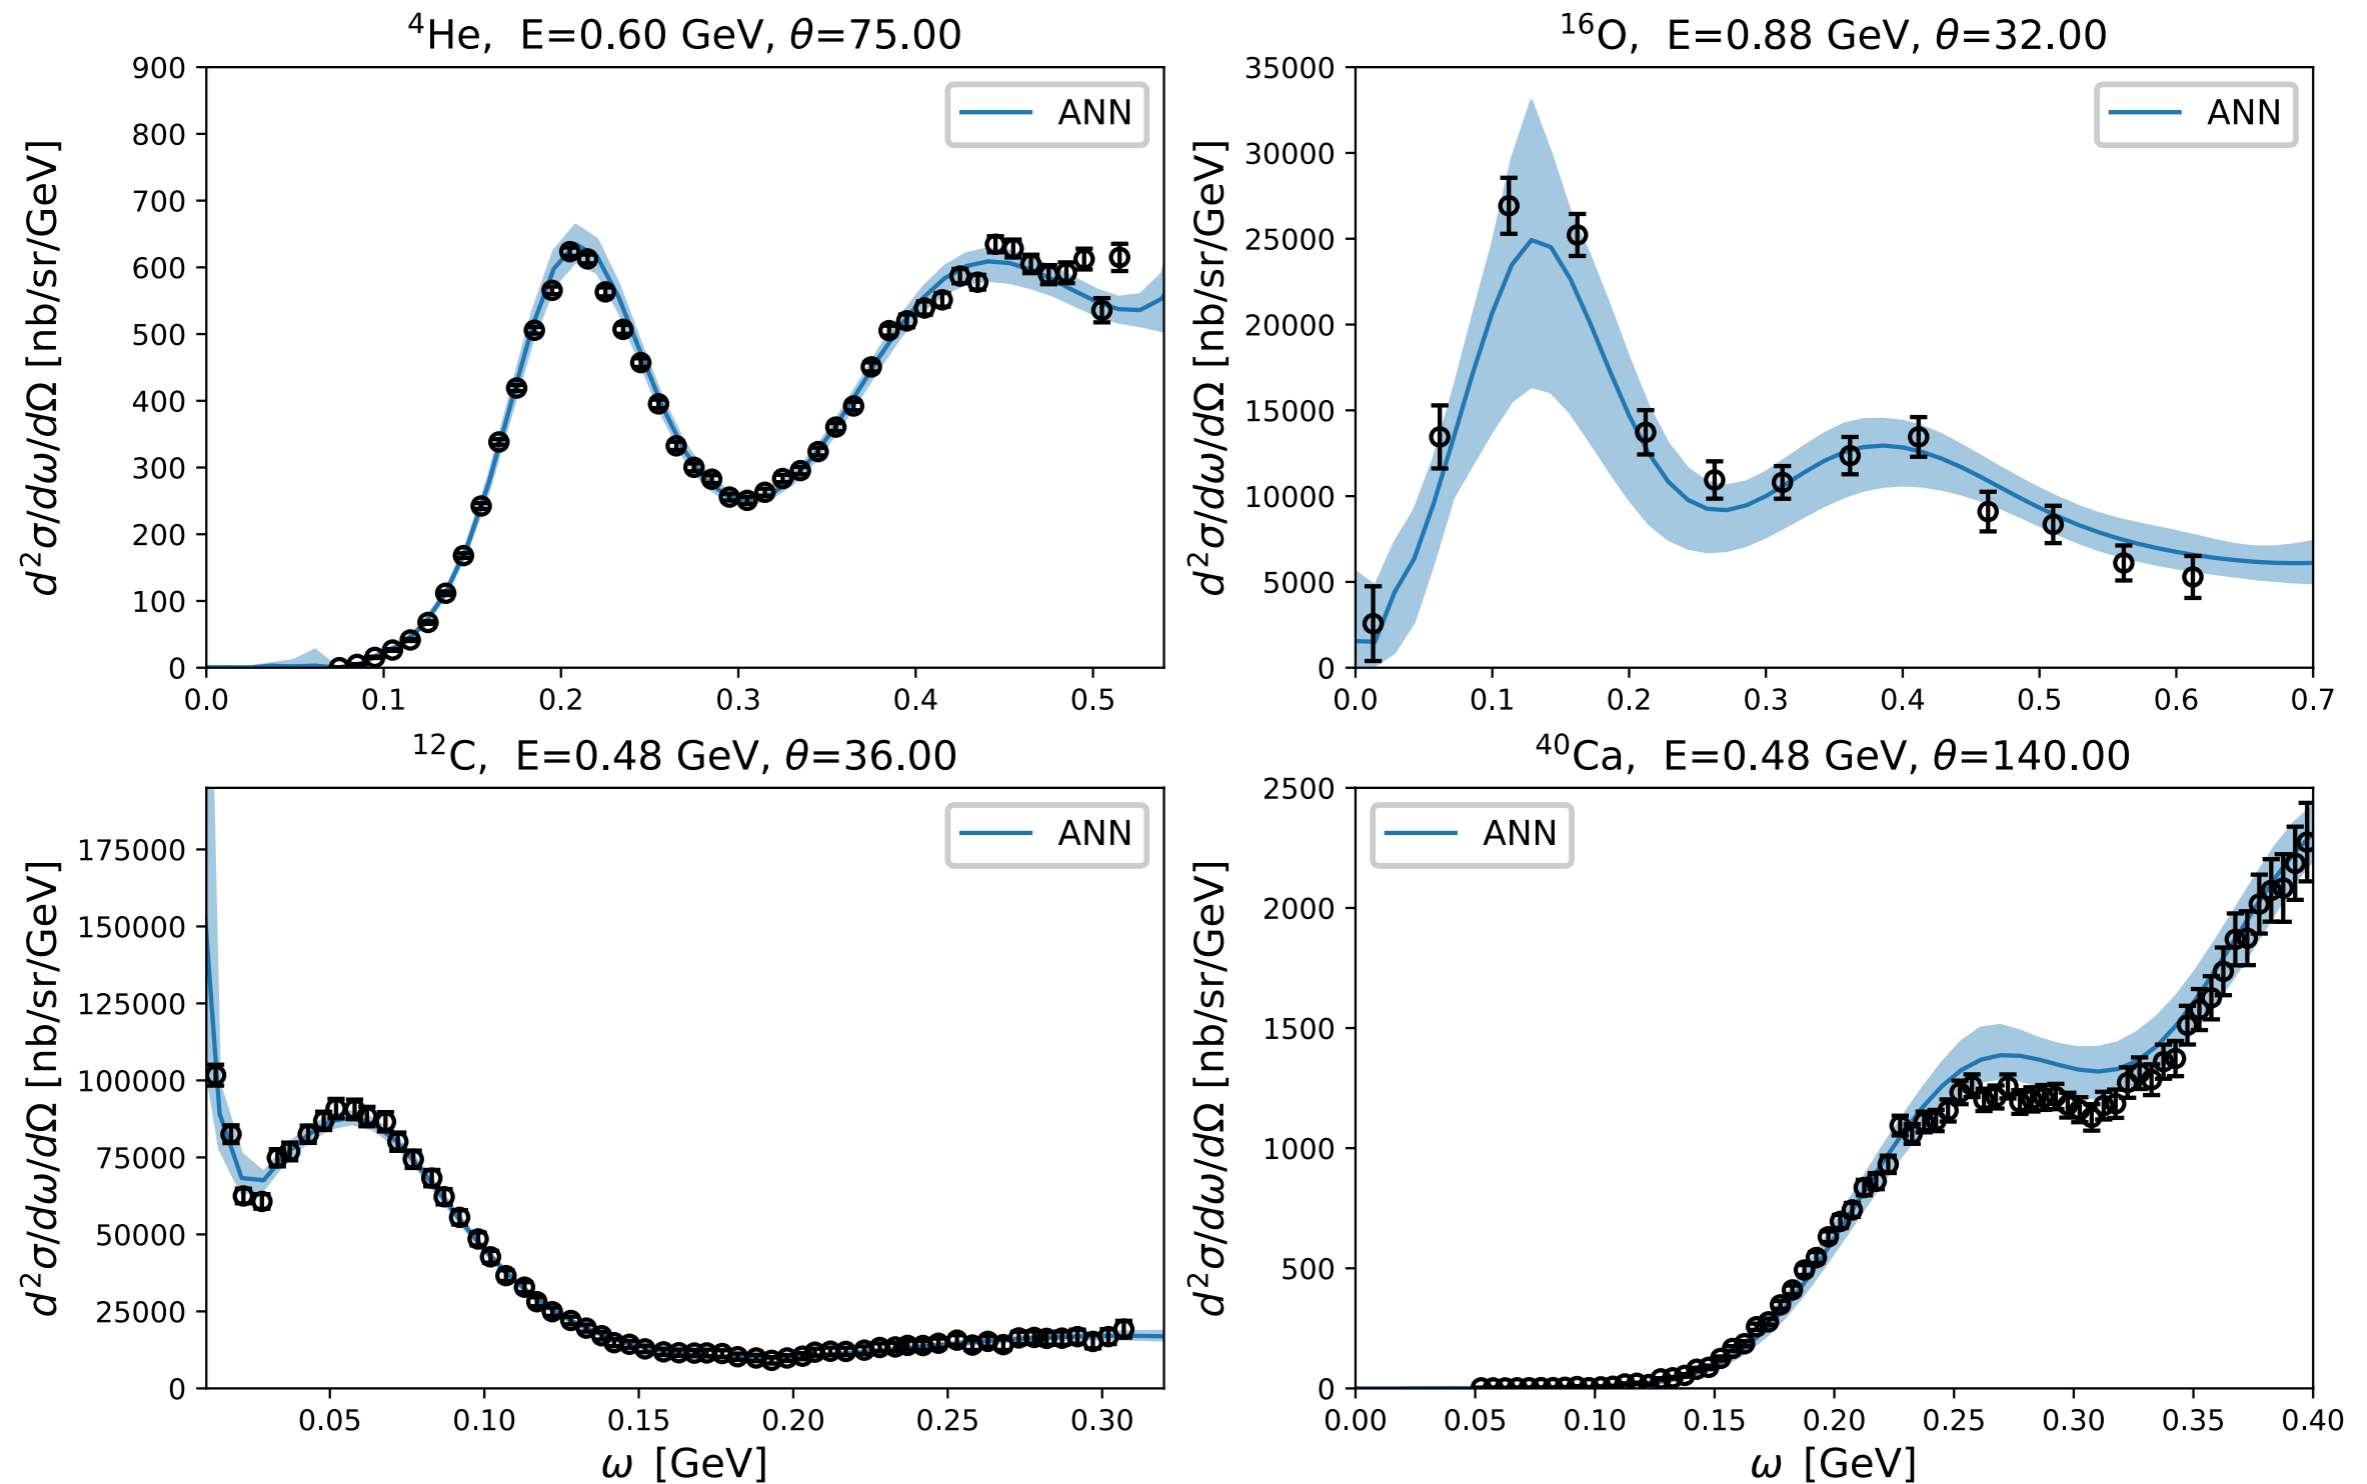 ⁴He,  E=0.60 GeV, θ=75.00
d²σ/dω/dΩ [nb/sr/GeV]
900
800
700
600
500
400
300
200
100
0
ANN
0.0 0.1 0.2 0.3 0.4 0.5
¹⁶O,  E=0.88 GeV, θ=32.00
d²σ/dω/dΩ [nb/sr/GeV]
35000
30000
25000
20000
15000
10000
5000
0
ANN
0.0 0.1 0.2 0.3 0.4 0.5 0.6 0.7
¹²C,  E=0.48 GeV, θ=36.00
d²σ/dω/dΩ [nb/sr/GeV]
175000
150000
125000
100000
75000
50000
25000
0
ANN
0.05 0.10 0.15 0.20 0.25 0.30
ω [GeV]
⁴⁰Ca,  E=0.48 GeV, θ=140.00
d²σ/dω/dΩ [nb/sr/GeV]
2500
2000
1500
1000
500
0
ANN
0.00 0.05 0.10 0.15 0.20 0.25 0.30 0.35 0.40
ω [GeV]